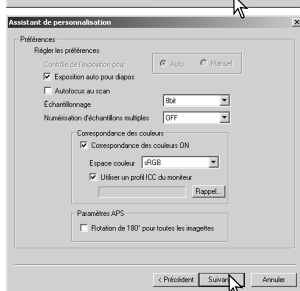 Assistant de personnalisation
Préférences
Régler les préférences
Contrôle de l'exposition pour
Auto
Manuel
Exposition auto pour diapos
Autofocus au scan
Échantillonnage
8bit
Numérisation d'échantillons multiples
OFF
Correspondance des couleurs
Correspondance des couleurs ON
Espace couleur
sRGB
Utiliser un profil ICC du moniteur
Rappel...
Paramètres APS
Rotation de 180° pour toutes les imagettes
< Précédent
Suivant
Annuler